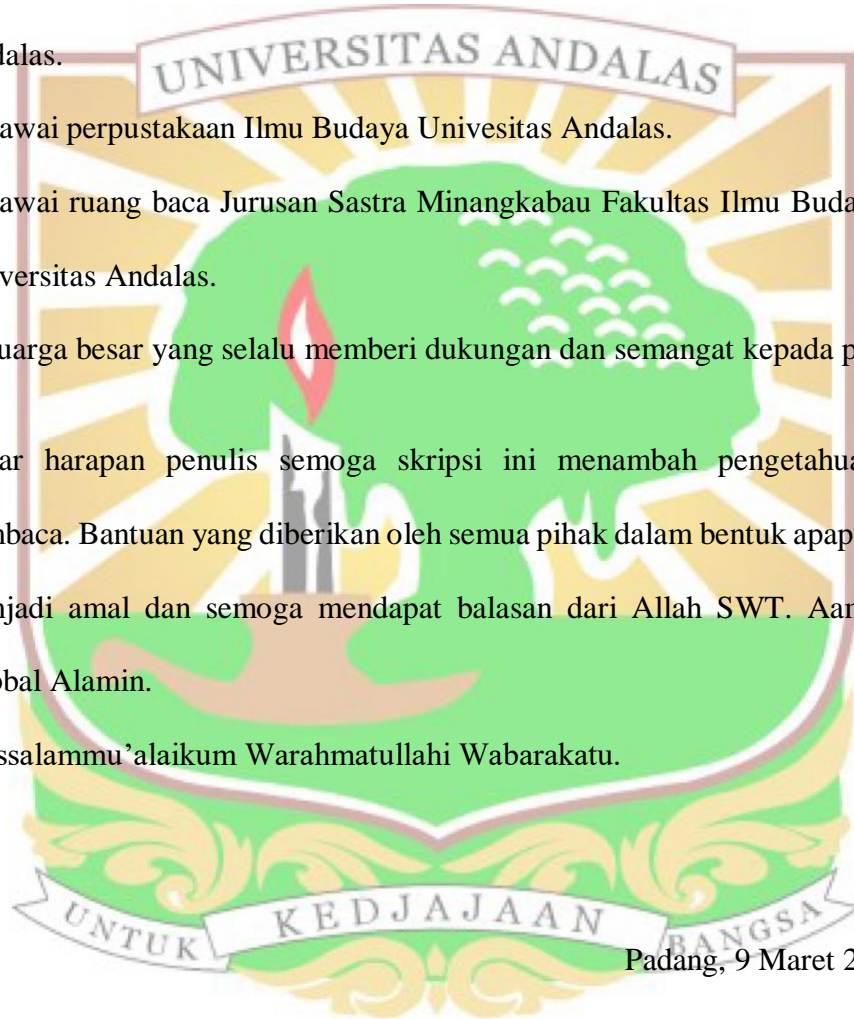 UNIVERSITAS ANDALAS
dalas.
awai perpustakaan Ilmu Budaya Univesitas Andalas.
awai ruang baca Jurusan Sastra Minangkabau Fakultas Ilmu Buda
versitas Andalas.
uarga besar yang selalu memberi dukungan dan semangat kepada p
ar harapan penulis semoga skripsi ini menambah pengetahua
nbaca. Bantuan yang diberikan oleh semua pihak dalam bentuk apap
njadi amal dan semoga mendapat balasan dari Allah SWT. Aan
obal Alamin.
ssalammu’alaikum Warahmatullahi Wabarakatu.
UNTUK KEDJAJAAN BANGSA
Padang, 9 Maret 2